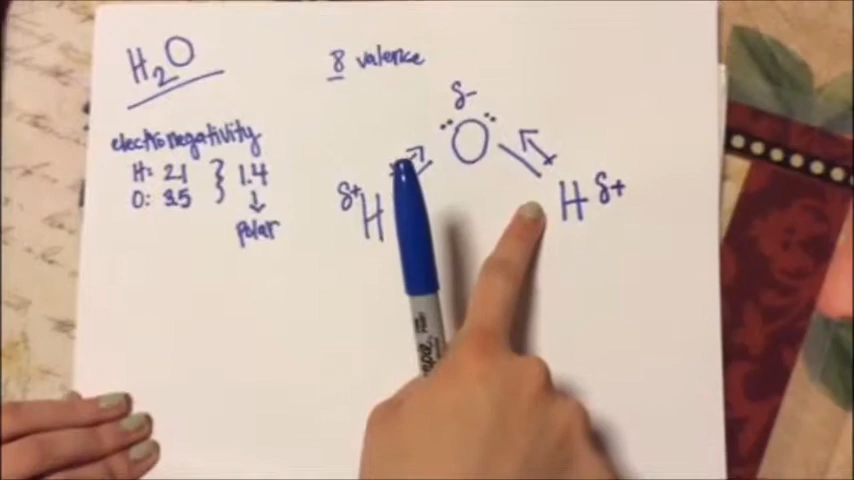 H2O
8 valence
electronegativity
H: 2.1 } 1.4
O: 3.5
↓
polar
δ-
O
δ+ H
H δ+